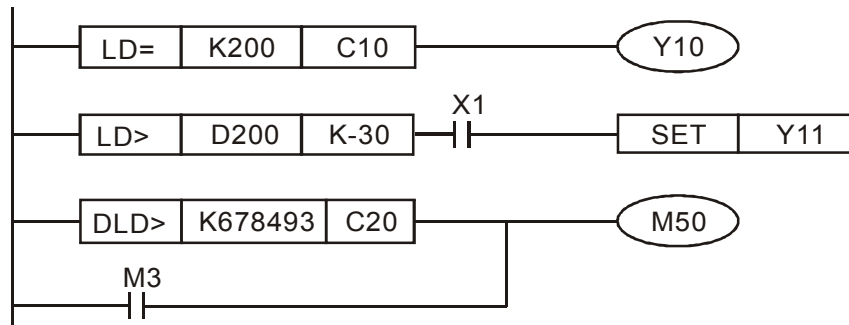 LD= K200 C10 Y10
X1
LD> D200 K-30 SET Y11
DLD> K678493 C20 M50
M3